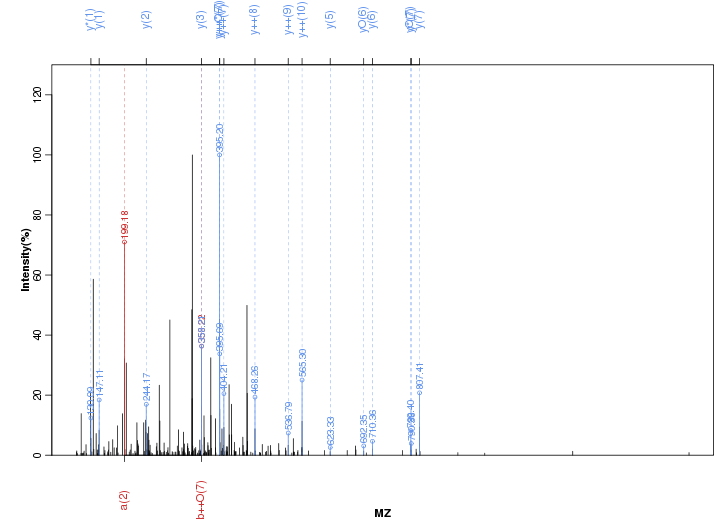 y*(1)
y(1)
y(2)
y(3)
y++(7)
y++(8)
y++(9)
y++(10)
y(5)
yO(6)
y(6)
y(7)
Intensity(%)
0
20
40
60
80
100
120
147.11
199.18
244.17
358.22
395.20
395.69
404.21
468.26
536.79
565.30
623.33
692.35
710.36
807.41
a(2)
b++O(7)
MZ